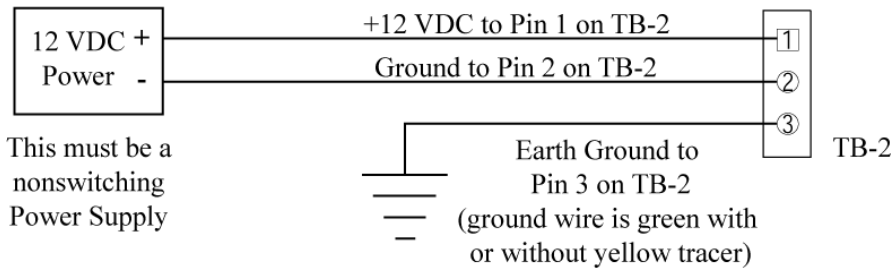 12 VDC +
Power -
This must be a
nonswitching
Power Supply
+12 VDC to Pin 1 on TB-2
Ground to Pin 2 on TB-2
Earth Ground to
Pin 3 on TB-2
(ground wire is green with
or without yellow tracer)
1
2
3
TB-2